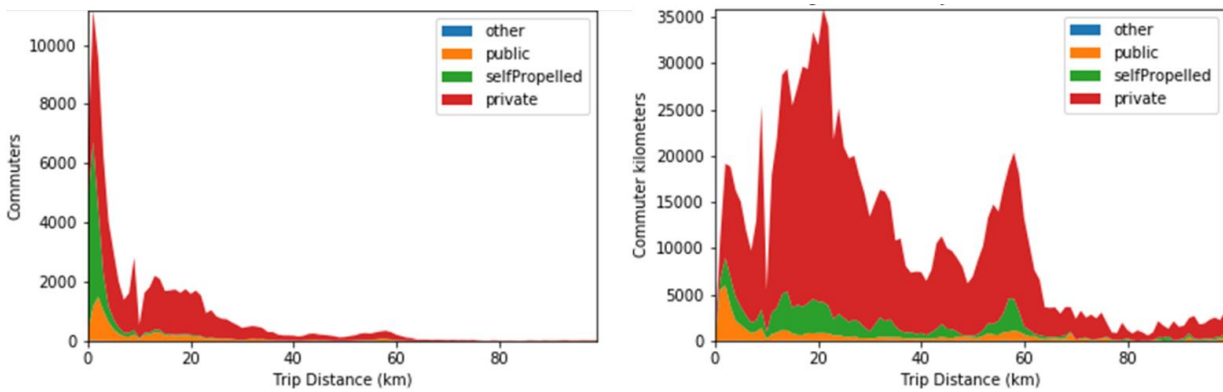 other
public
selfPropelled
private
10000
8000
6000
4000
2000
0
Commuters
0 20 40 60 80
Trip Distance (km)
other
public
selfPropelled
private
35000
30000
25000
20000
15000
10000
5000
0
Commuter kilometers
0 20 40 60 80
Trip Distance (km)